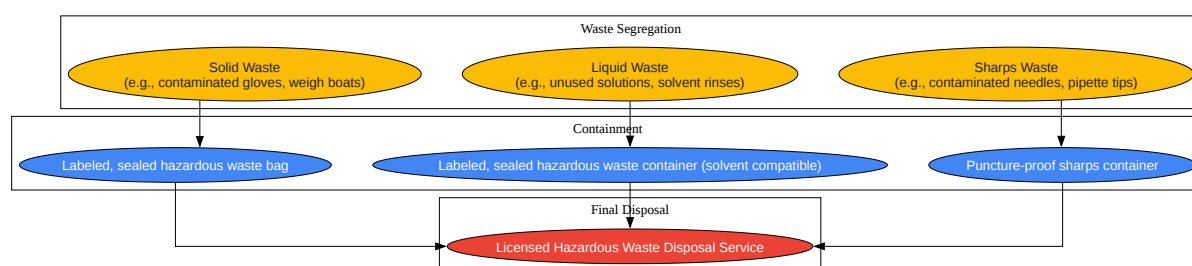 Waste Segregation
Solid Waste
(e.g., contaminated gloves, weigh boats)
Liquid Waste
(e.g., unused solutions, solvent rinses)
Sharps Waste
(e.g., contaminated needles, pipette tips)
Containment
Labeled, sealed hazardous waste bag
Labeled, sealed hazardous waste container (solvent compatible)
Puncture-proof sharps container
Final Disposal
Licensed Hazardous Waste Disposal Service